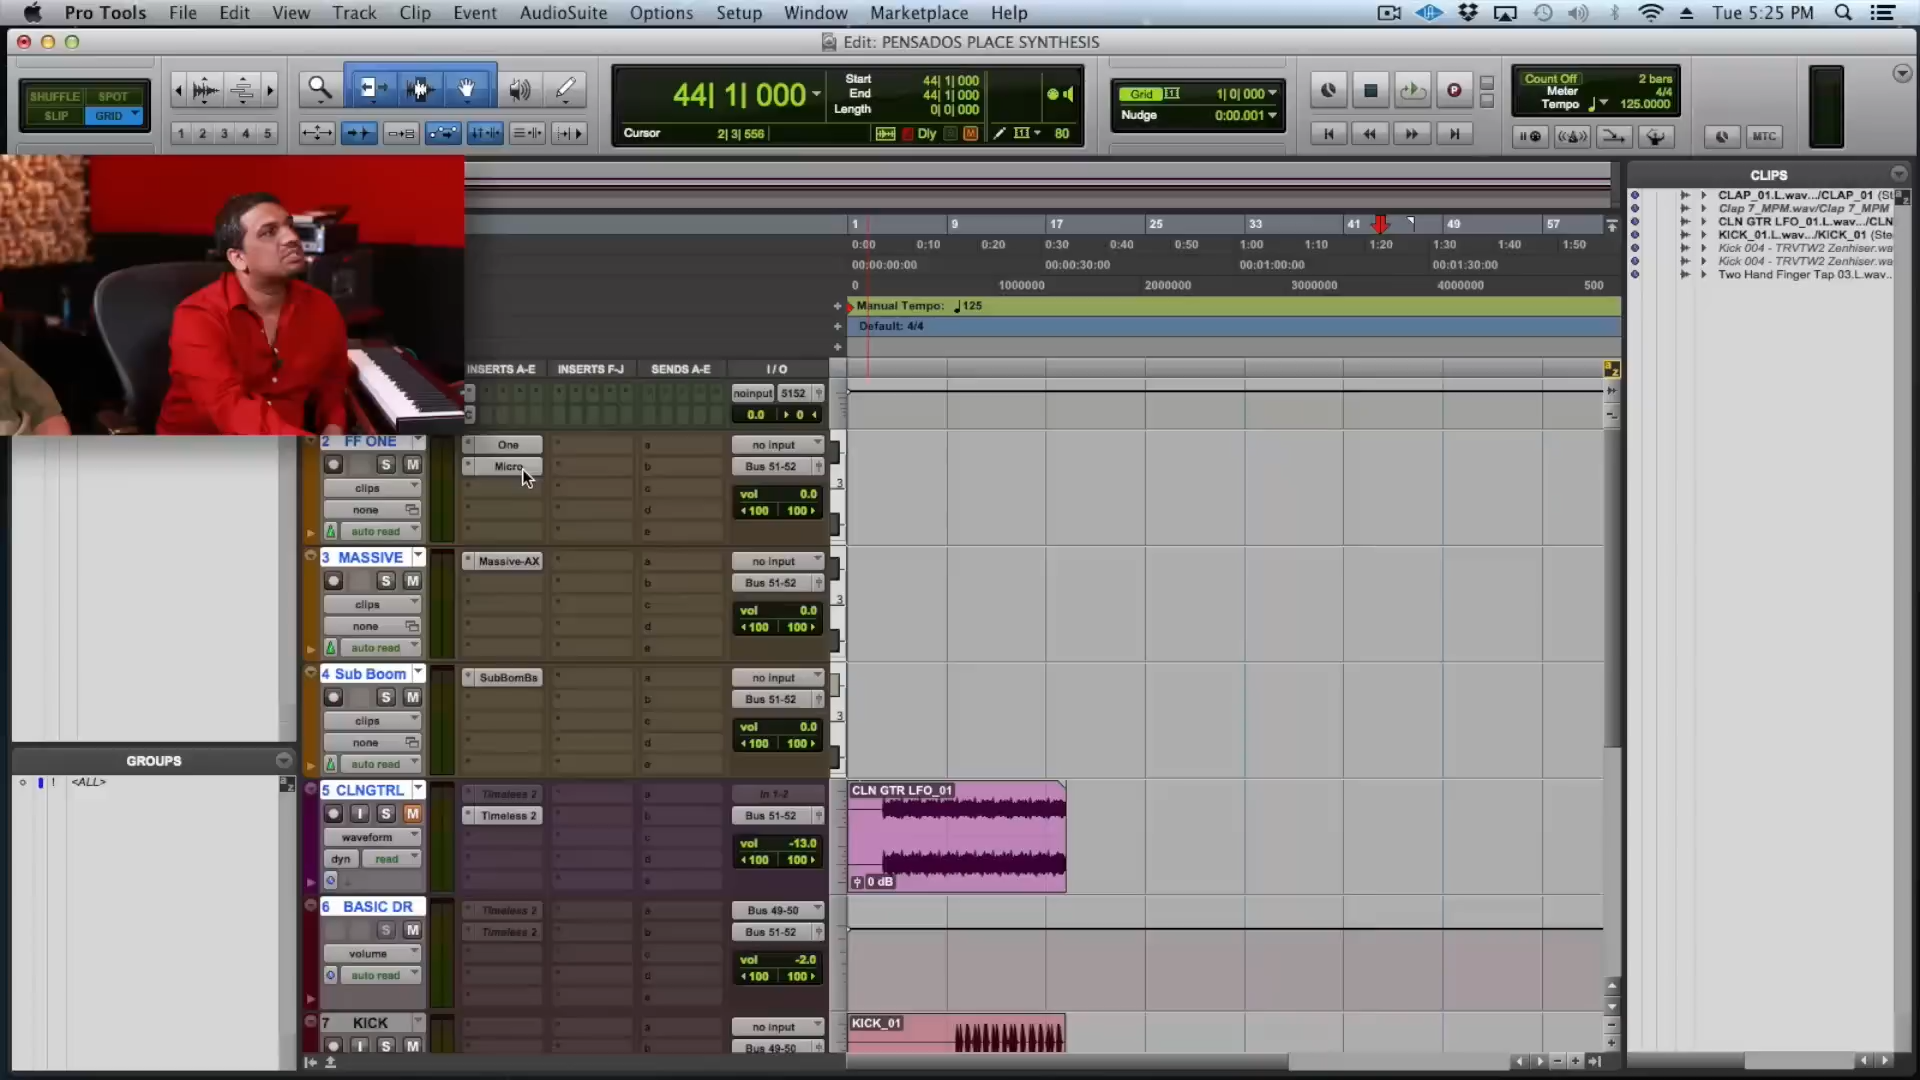 Pro Tools File Edit View Track Clip Event AudioSuite Options Setup Window Marketplace Help Tue 5:25 PM
Edit: PENSADOS PLACE SYNTHESIS
SHUFFLE SPOT
SLIP GRID
1 2 3 4 5
44| 1| 000
Start 44| 1| 000
End 44| 1| 000
Length 0| 0| 000
Cursor 2| 3| 556 Dly M 80
Grid 1| 0| 000
Nudge 0:00.001
P
Count Off 2 bars
Meter 4/4
Tempo 125.0000
MTC
CLIPS
CLAP_01.L.wav.../CLAP_01 (St
Clap 7_MPM.wav/Clap 7_MPM
CLN GTR LFO_01.L.wav.../CLN
KICK_01.L.wav.../KICK_01 (Ste
Kick 004 - TRVTW2 Zenhiser.wa
Kick 004 - TRVTW2 Zenhiser.wa
Two Hand Finger Tap 03.L.wav..
1 9 17 25 33 41 49 57
0:00 0:10 0:20 0:30 0:40 0:50 1:00 1:10 1:20 1:30 1:40 1:50
00:00:00:00 00:00:30:00 00:01:00:00 00:01:30:00
0 1000000 2000000 3000000 4000000 500
Manual Tempo: ♩125
Default: 4/4
INSERTS A-E INSERTS F-J SENDS A-E I / O
noinput 5152
0.0 0
2 FF ONE One a no input
S M Micro b Bus 51-52
clips c vol 0.0
none d 100 100
auto read e
3 MASSIVE Massive-AX a no input
S M b Bus 51-52
clips c vol 0.0
none d 100 100
auto read e
4 Sub Boom SubBomBs a no input
S M b Bus 51-52
clips c vol 0.0
none d 100 100
auto read e
GROUPS
! <ALL>
5 CLNGTRL Timeless 2 a In 1-2 CLN GTR LFO_01
I S M Timeless 2 b Bus 51-52
waveform c vol -13.0
dyn read d 100 100
e 0 dB
6 BASIC DR Timeless 2 a Bus 49-50
S M Timeless 2 b Bus 51-52
volume c vol -2.0
auto read d 100 100
e
7 KICK a no input KICK_01
I S M b Bus 49-50